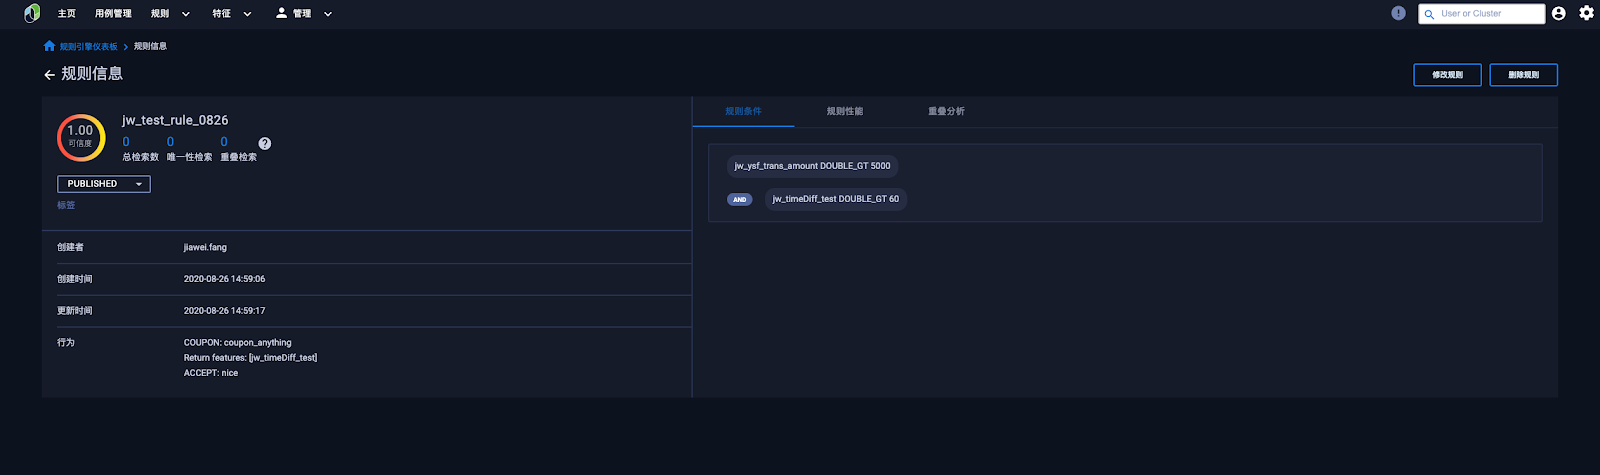 主页 用例管理 规则 特征 管理 User or Cluster
规则引擎仪表板 > 规则信息
规则信息 修改规则 删除规则
1.00
可信度
jw_test_rule_0826
0 0 0
总检索数 唯一性检索 重叠检索
PUBLISHED
标签
创建者 jiawei.fang
创建时间 2020-08-26 14:59:06
更新时间 2020-08-26 14:59:17
行为 COUPON: coupon_anything
Return features: [jw_timeDiff_test]
ACCEPT: nice
规则条件 规则性能 重叠分析
jw_ysf_trans_amount DOUBLE_GT 5000
AND jw_timeDiff_test DOUBLE_GT 60